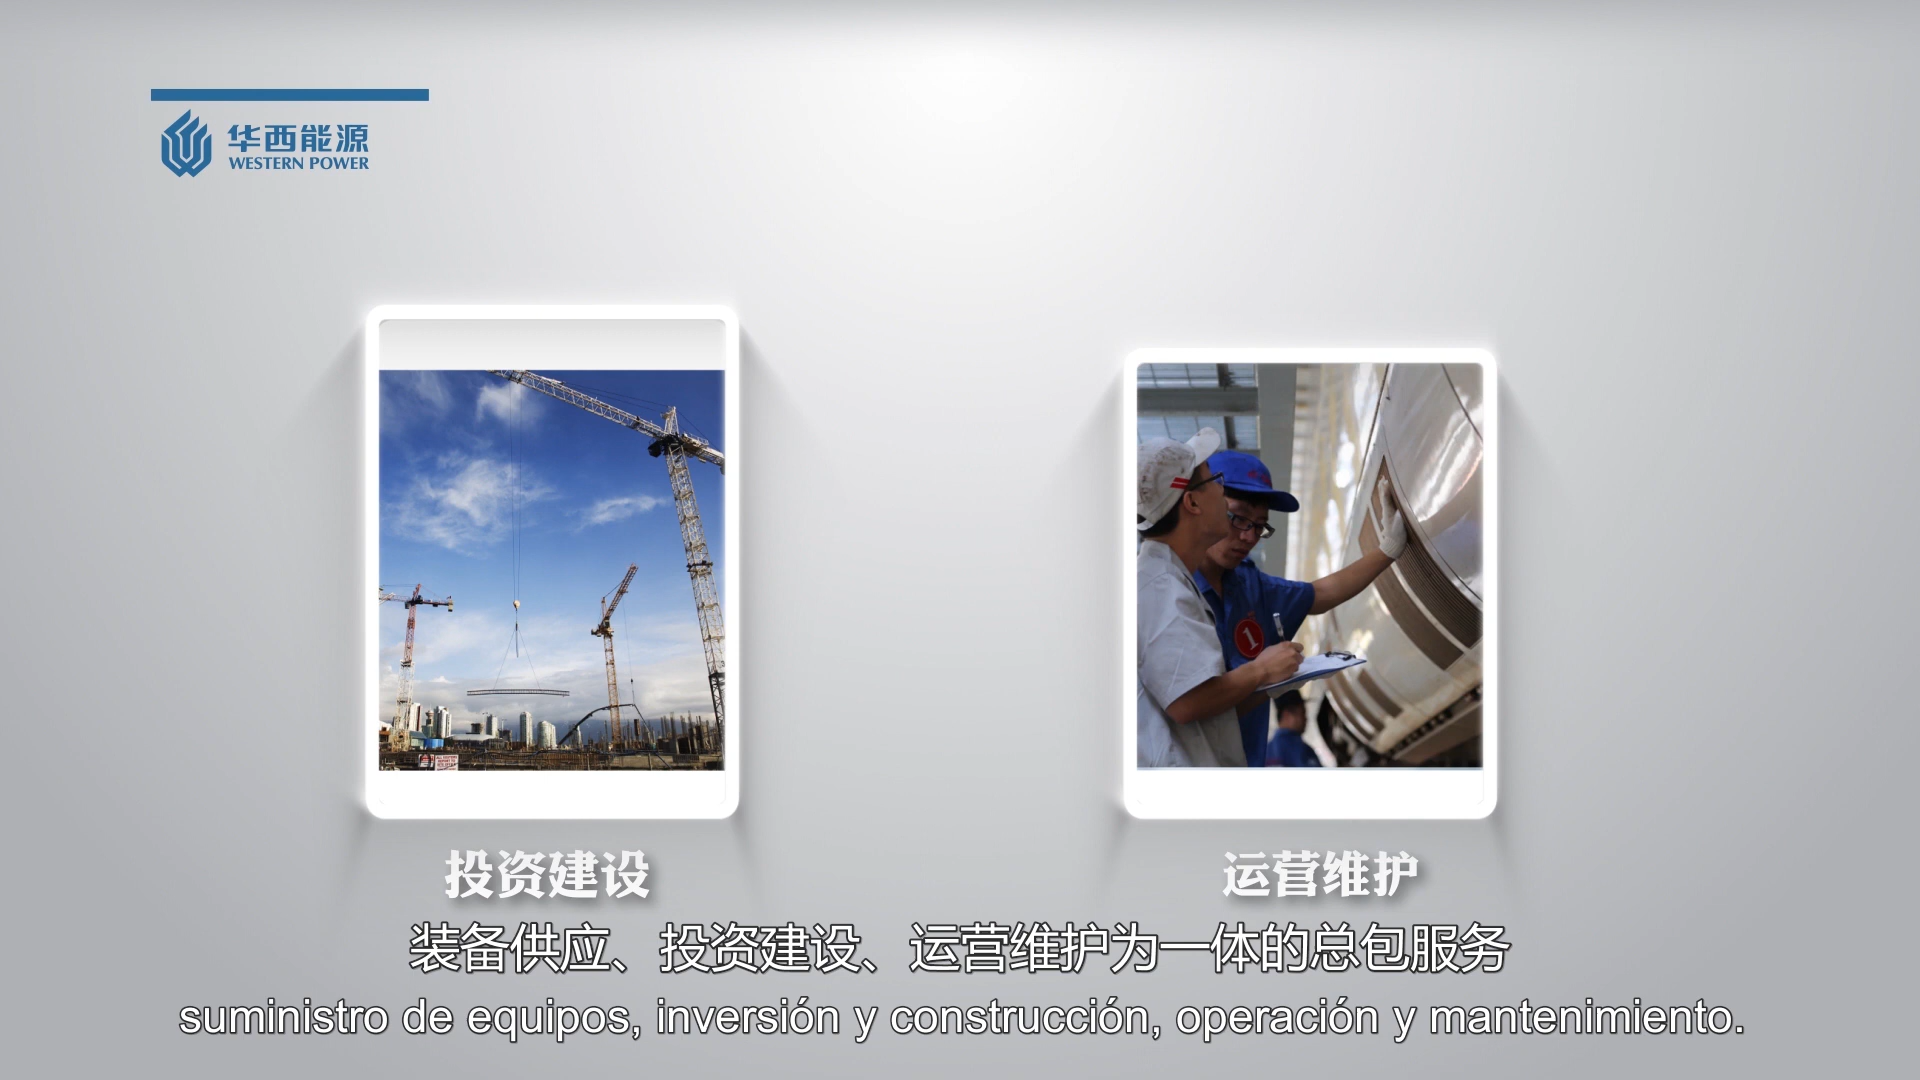 华西能源
WESTERN POWER
1
投资建设
运营维护
装备供应、投资建设、运营维护为一体的总包服务
suministro de equipos, inversión y construcción, operación y mantenimiento.